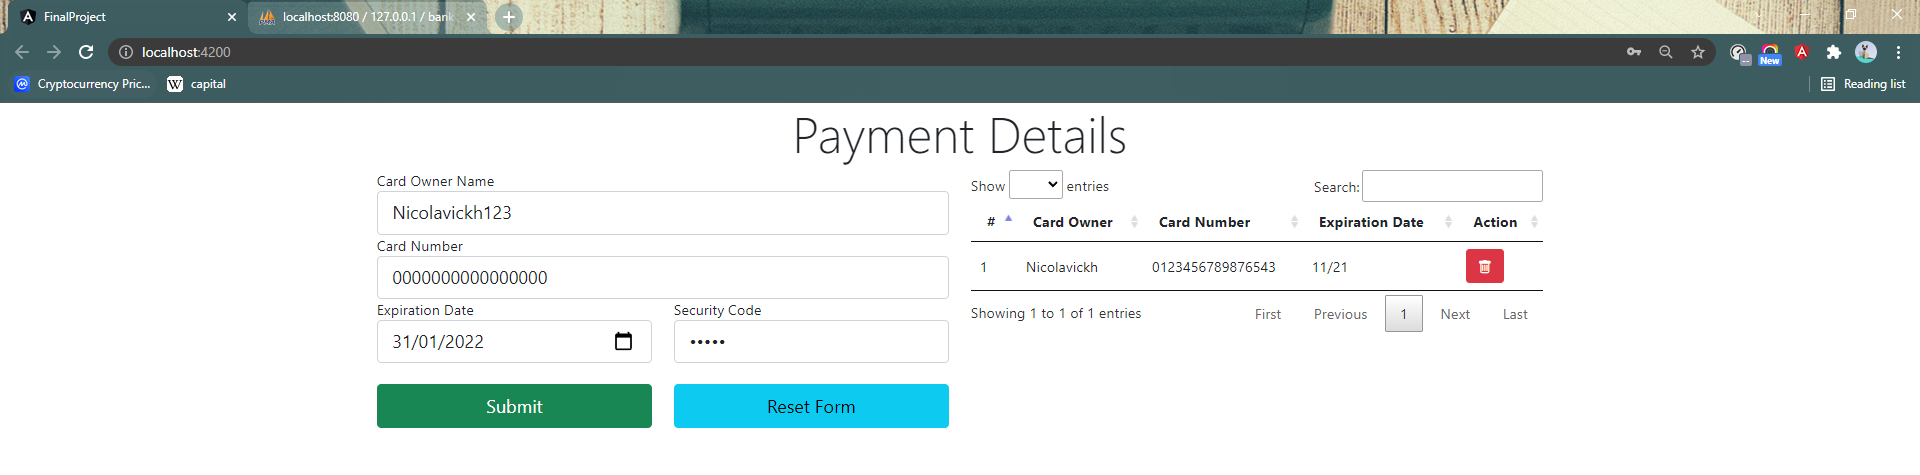 FinalProject
localhost:8080 / 127.0.0.1 / bank
localhost:4200
New
Cryptocurrency Pric...
W capital
Reading list
Payment Details
Card Owner Name
Nicolavickh123
Card Number
0000000000000000
Expiration Date
Security Code
31/01/2022
•••••
Submit
Reset Form
Show entries
Search:
# Card Owner Card Number Expiration Date Action
1 Nicolavickh 0123456789876543 11/21
Showing 1 to 1 of 1 entries
First Previous 1 Next Last